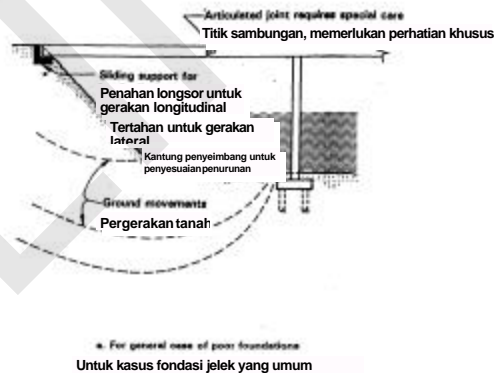 Articulated joint requires special care
Titik sambungan, memerlukan perhatian khusus
Sliding support for
Penahan longsor untuk
gerakan longitudinal
Tertahan untuk gerakan
lateral
Kantung penyeimbang untuk
penyesuaian penurunan
Ground movements
Pergerakan tanah
a. For general case of poor foundations
Untuk kasus fondasi jelek yang umum